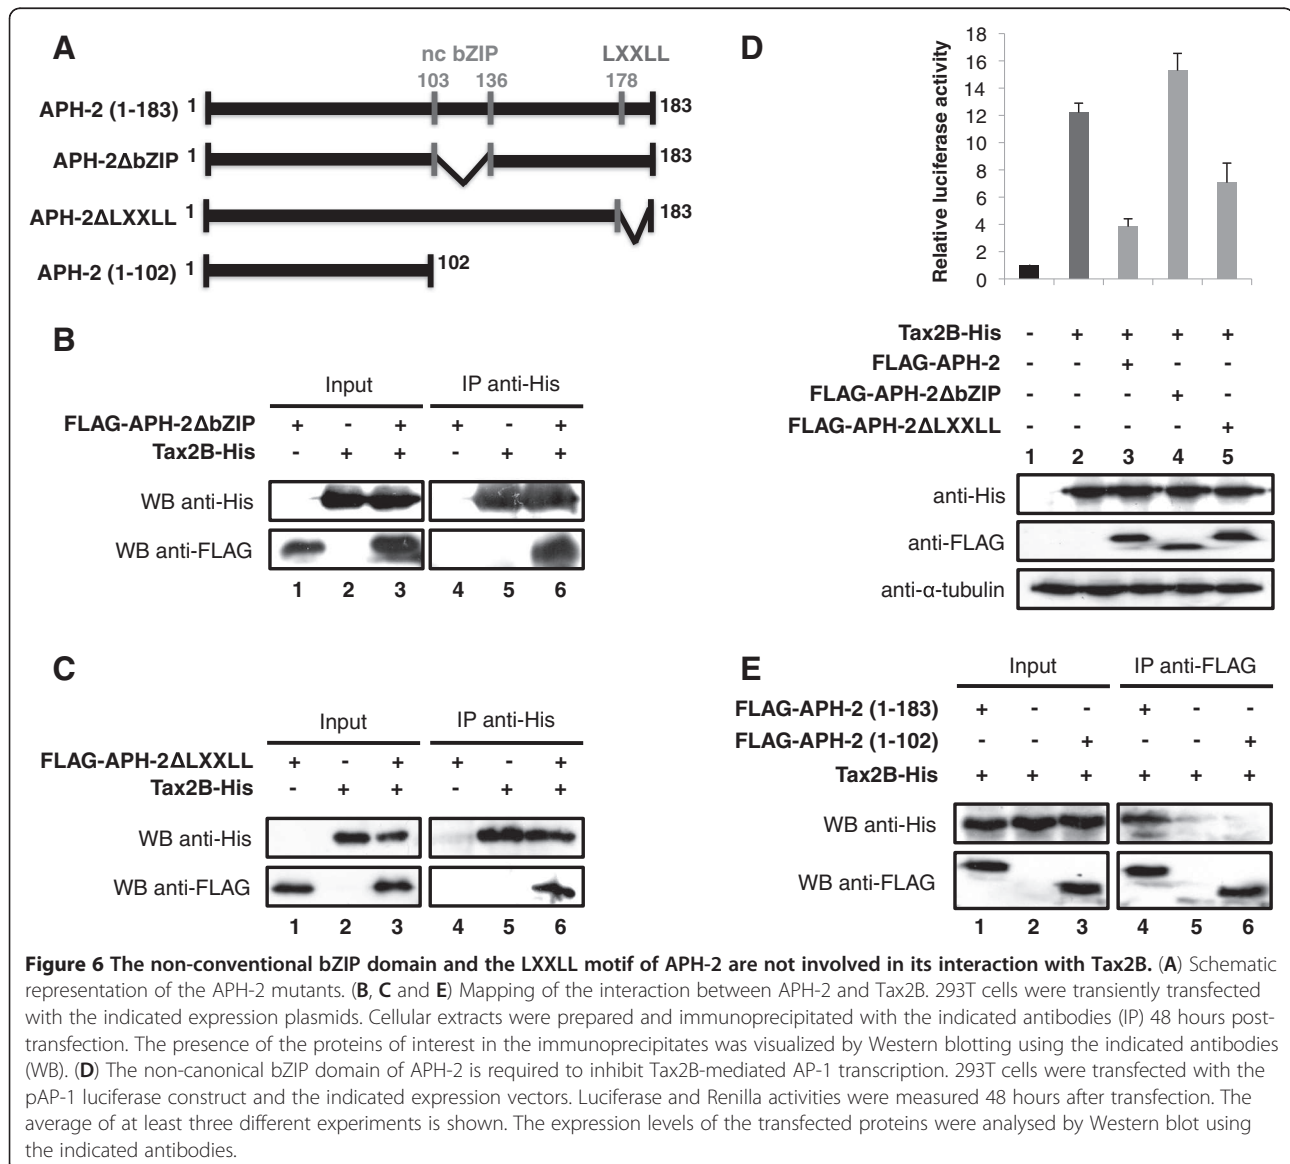 A
nc bZIP LXXLL
103 136 178
APH-2 (1-183) 1 183
APH-2ΔbZIP 1 183
APH-2ΔLXXLL 1 183
APH-2 (1-102) 1 102
B
Input IP anti-His
FLAG-APH-2ΔbZIP + - + + - +
Tax2B-His - + + - + +
WB anti-His
WB anti-FLAG
1 2 3 4 5 6
C
Input IP anti-His
FLAG-APH-2ΔLXXLL + - + + - +
Tax2B-His - + + - + +
WB anti-His
WB anti-FLAG
1 2 3 4 5 6
D
Relative luciferase activity
18
16
14
12
10
8
6
4
2
0
Tax2B-His - + + + +
FLAG-APH-2 - - + - -
FLAG-APH-2ΔbZIP - - - + -
FLAG-APH-2ΔLXXLL - - - - +
1 2 3 4 5
anti-His
anti-FLAG
anti-α-tubulin
E
Input IP anti-FLAG
FLAG-APH-2 (1-183) + - - + - -
FLAG-APH-2 (1-102) - - + - - +
Tax2B-His + + + + + +
WB anti-His
WB anti-FLAG
1 2 3 4 5 6
Figure 6 The non-conventional bZIP domain and the LXXLL motif of APH-2 are not involved in its interaction with Tax2B. (A) Schematic
representation of the APH-2 mutants. (B, C and E) Mapping of the interaction between APH-2 and Tax2B. 293T cells were transiently transfected
with the indicated expression plasmids. Cellular extracts were prepared and immunoprecipitated with the indicated antibodies (IP) 48 hours post-
transfection. The presence of the proteins of interest in the immunoprecipitates was visualized by Western blotting using the indicated antibodies
(WB). (D) The non-canonical bZIP domain of APH-2 is required to inhibit Tax2B-mediated AP-1 transcription. 293T cells were transfected with the
pAP-1 luciferase construct and the indicated expression vectors. Luciferase and Renilla activities were measured 48 hours after transfection. The
average of at least three different experiments is shown. The expression levels of the transfected proteins were analysed by Western blot using
the indicated antibodies.